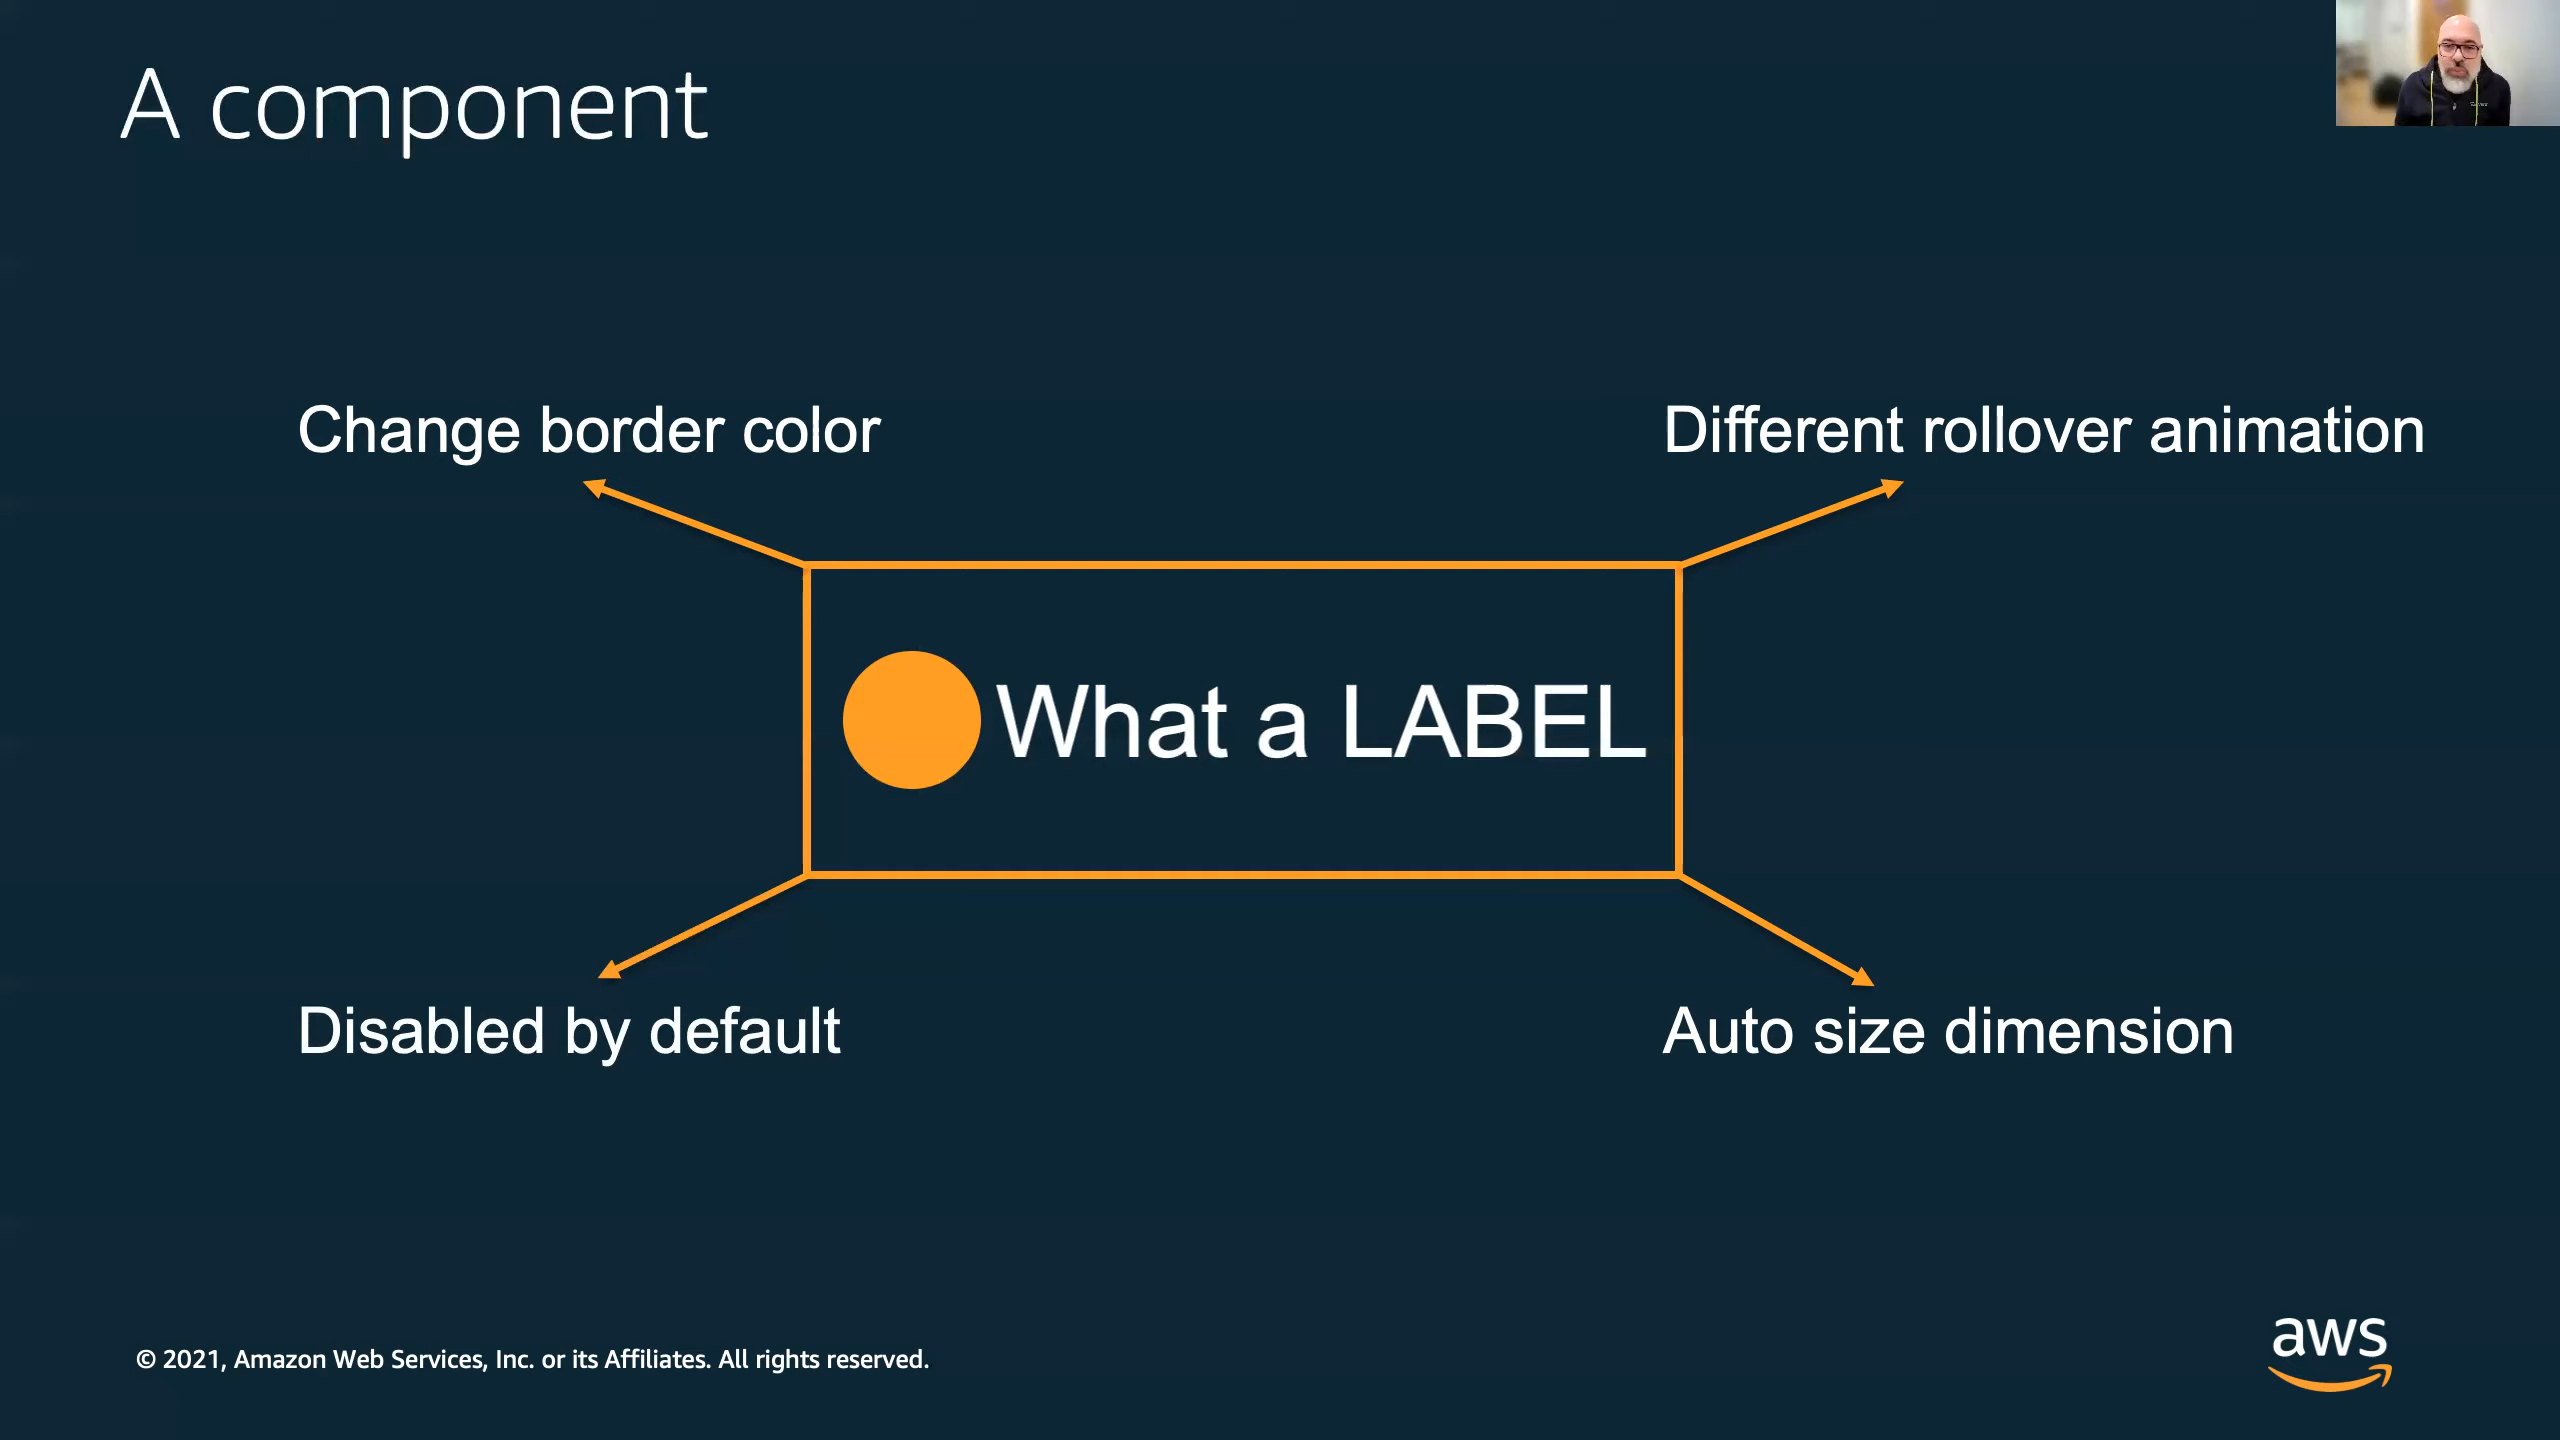 A component
Change border color
Different rollover animation
What a LABEL
Disabled by default
Auto size dimension
© 2021, Amazon Web Services, Inc. or its Affiliates. All rights reserved.
aws